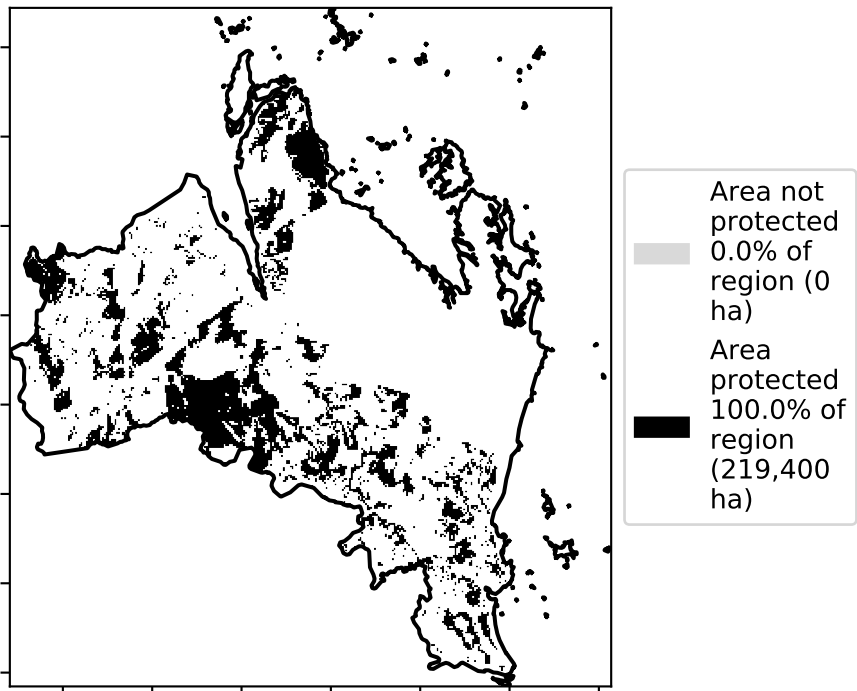 Area not
protected
0.0% of
region (0
ha)
Area
protected
100.0% of
region
(219,400
ha)